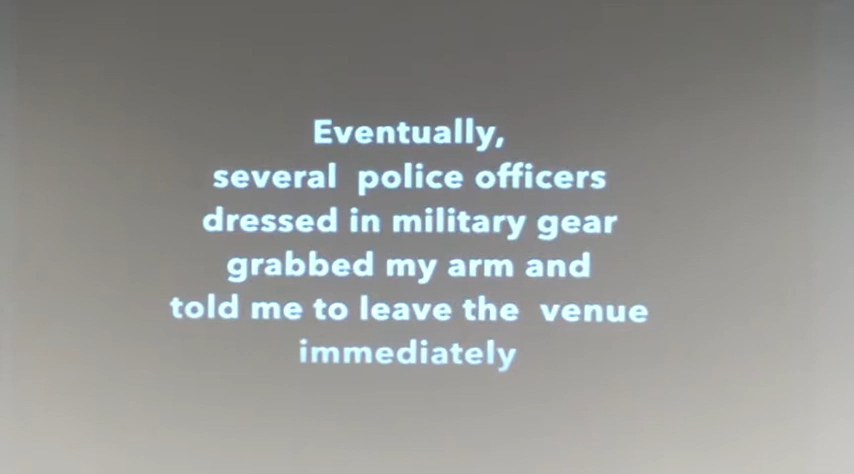 Eventually,
several police officers
dressed in military gear
grabbed my arm and
told me to leave the venue
immediately